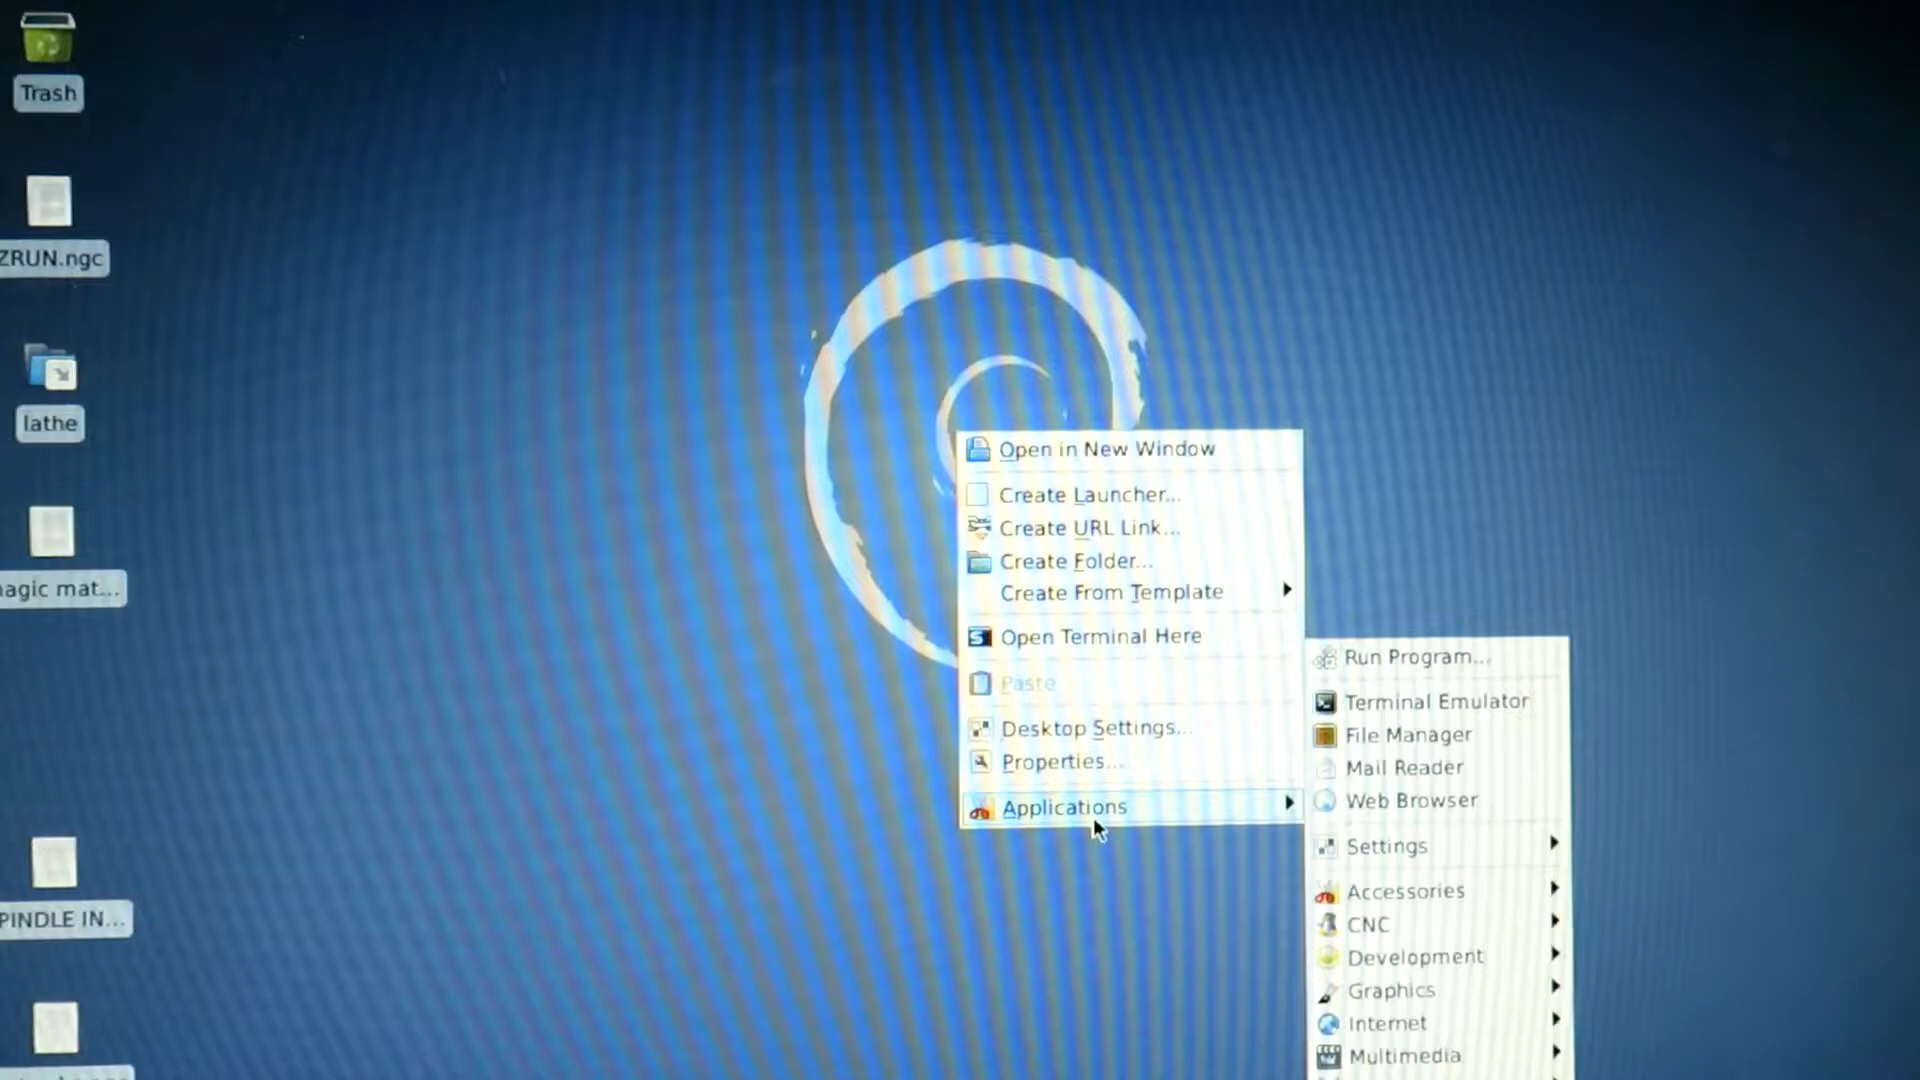 Trash
ZRUN.ngc
lathe
agic mat...
PINDLE IN...
Open in New Window
Create Launcher...
Create URL Link...
Create Folder...
Create From Template
Open Terminal Here
Paste
Desktop Settings...
Properties...
Applications
Run Program...
Terminal Emulator
File Manager
Mail Reader
Web Browser
Settings
Accessories
CNC
Development
Graphics
Internet
Multimedia